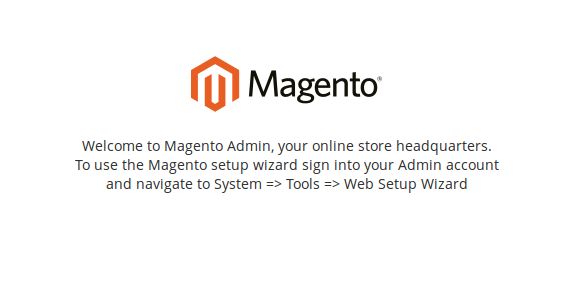 Magento®
Welcome to Magento Admin, your online store headquarters.
To use the Magento setup wizard sign into your Admin account
and navigate to System => Tools => Web Setup Wizard